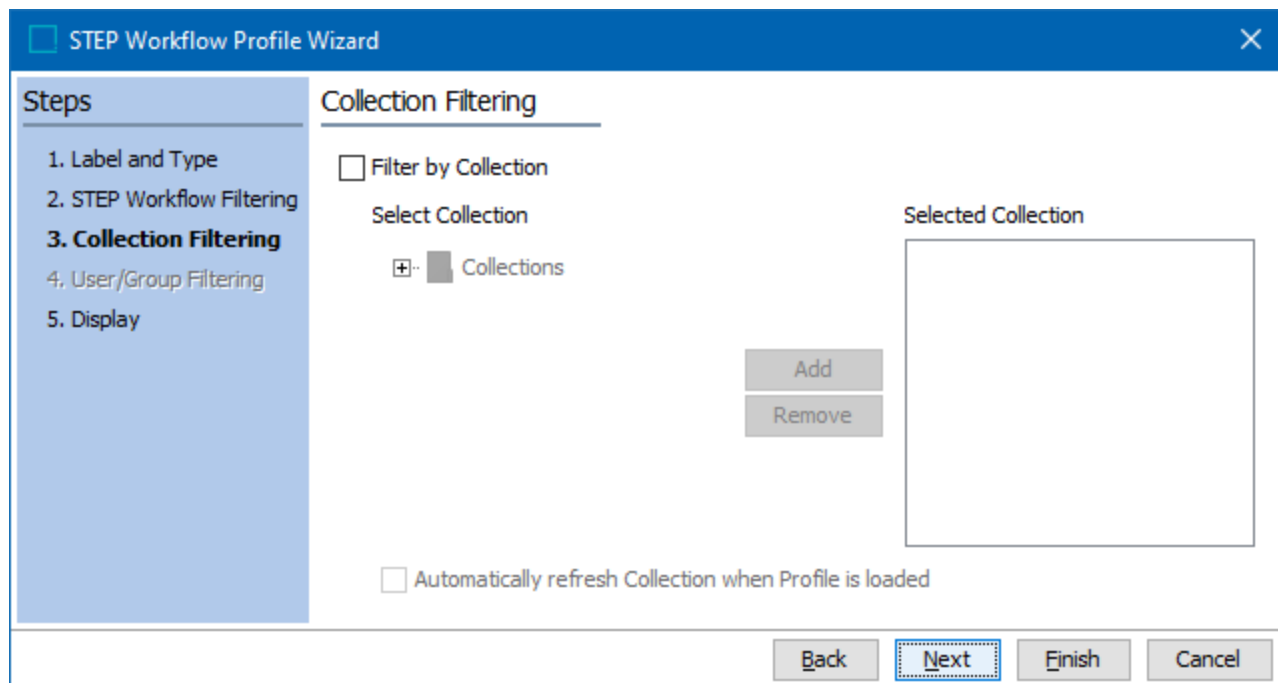 STEP Workflow Profile Wizard
Steps
1. Label and Type
2. STEP Workflow Filtering
3. Collection Filtering
4. User/Group Filtering
5. Display
Collection Filtering
Filter by Collection
Select Collection
Collections
Add
Remove
Selected Collection
Automatically refresh Collection when Profile is loaded
Back
Next
Finish
Cancel